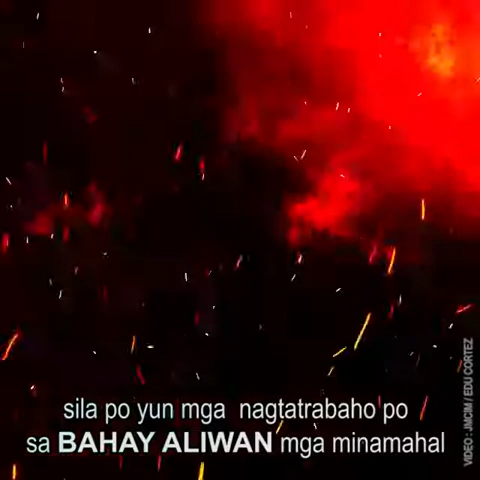 sila po yun mga nagtatrabaho po
sa BAHAY ALIWAN mga minamahal
VIDEO : JMCIM / EDU CORTEZ